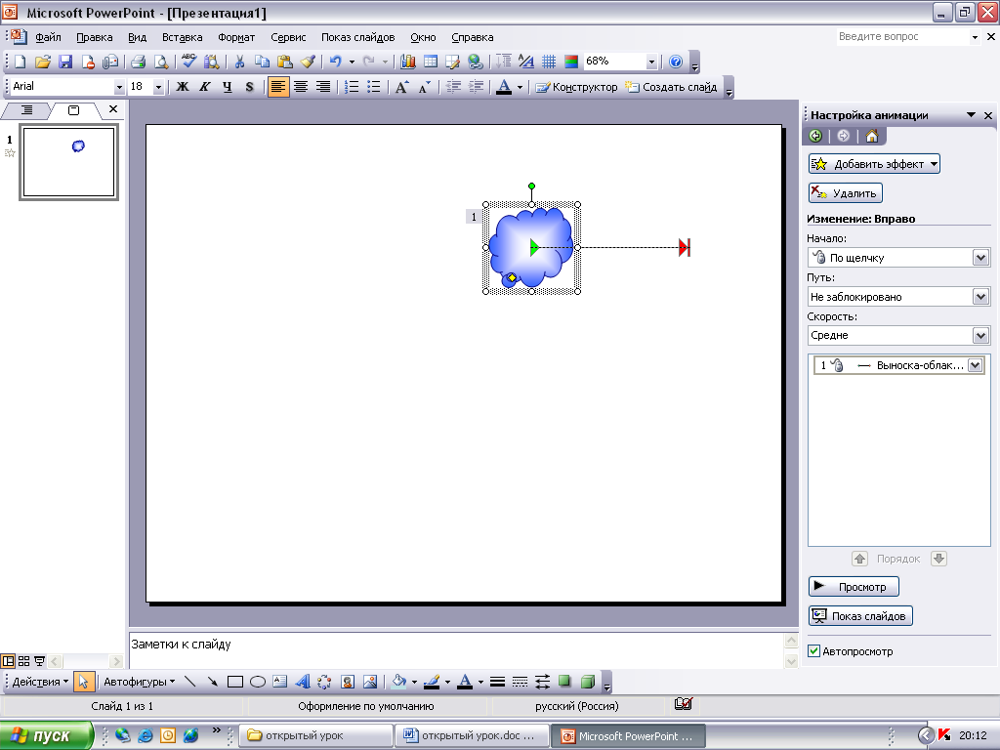 Microsoft PowerPoint - [Презентация1]
Файл Правка Вид Вставка Формат Сервис Показ слайдов Окно Справка Введите вопрос
68%
Arial 18 Ж К Ч S Конструктор Создать слайд
Настройка анимации
1
Добавить эффект
Удалить
1
Изменение: Вправо
Начало:
По щелчку
Путь:
Не заблокировано
Скорость:
Средне
1 Выноска-облак...
Порядок
Просмотр
Показ слайдов
Заметки к слайду
Автопросмотр
Действия Автофигуры
Слайд 1 из 1 Оформление по умолчанию русский (Россия)
пуск открытый урок открытый урок.doc ... Microsoft PowerPoint ... 20:12